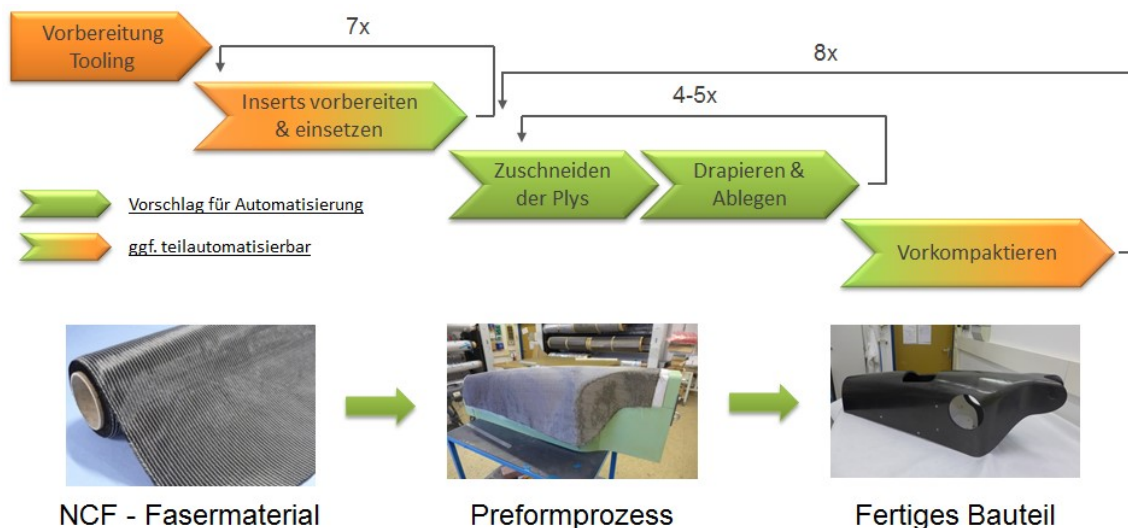 Vorbereitung
Tooling
7x
8x
Inserts vorbereiten
& einsetzen
4-5x
Zuschneiden
der Plys
Drapieren &
Ablegen
Vorschlag für Automatisierung
ggf. teilautomatisierbar
Vorkompaktieren
NCF - Fasermaterial
Preformprozess
Fertiges Bauteil